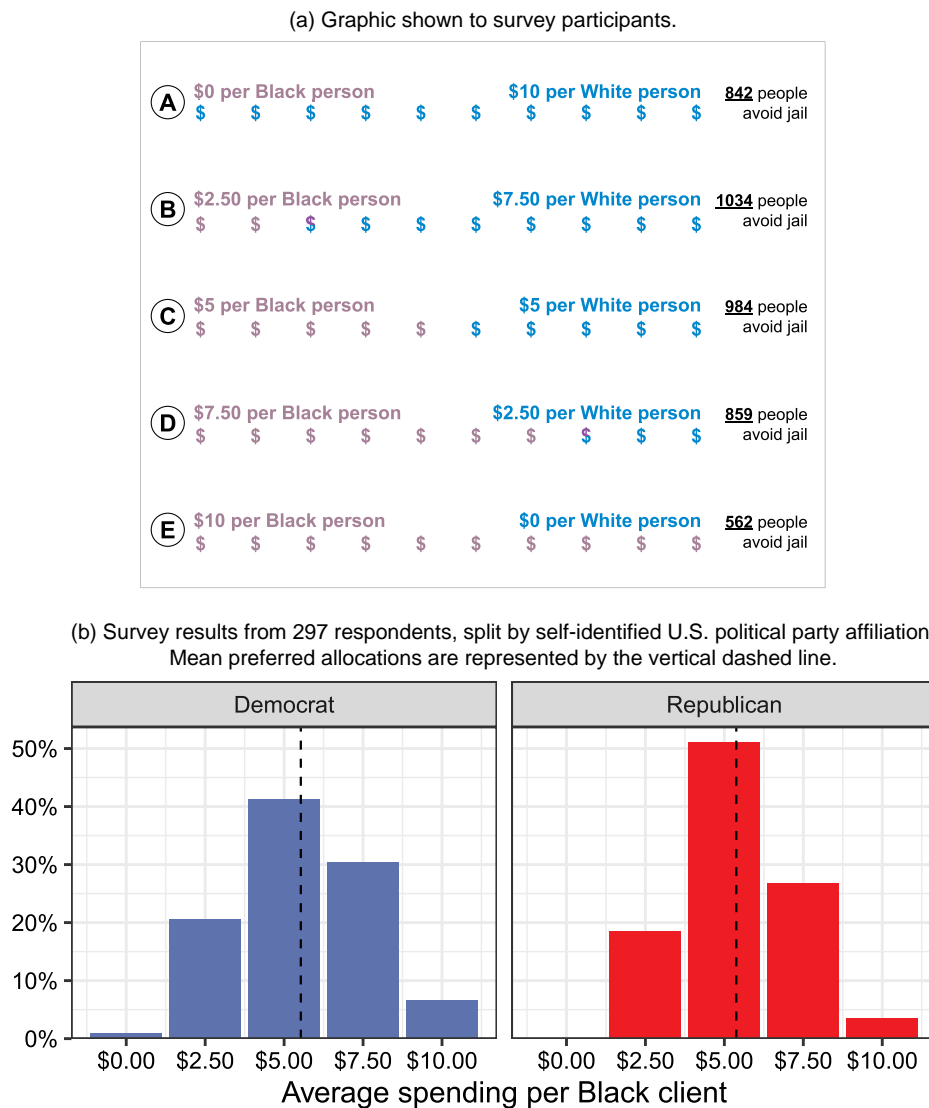 (a) Graphic shown to survey participants.
A
$0 per Black person $10 per White person 842 people
$ $ $ $ $ $ $ $ $ $ avoid jail
B
$2.50 per Black person $7.50 per White person 1034 people
$ $ $ $ $ $ $ $ $ $ avoid jail
C
$5 per Black person $5 per White person 984 people
$ $ $ $ $ $ $ $ $ $ avoid jail
D
$7.50 per Black person $2.50 per White person 859 people
$ $ $ $ $ $ $ $ $ $ avoid jail
E
$10 per Black person $0 per White person 562 people
$ $ $ $ $ $ $ $ $ $ avoid jail
(b) Survey results from 297 respondents, split by self-identified U.S. political party affiliation
Mean preferred allocations are represented by the vertical dashed line.
Democrat Republican
50%
40%
30%
20%
10%
0%
$0.00 $2.50 $5.00 $7.50 $10.00 $0.00 $2.50 $5.00 $7.50 $10.00
Average spending per Black client